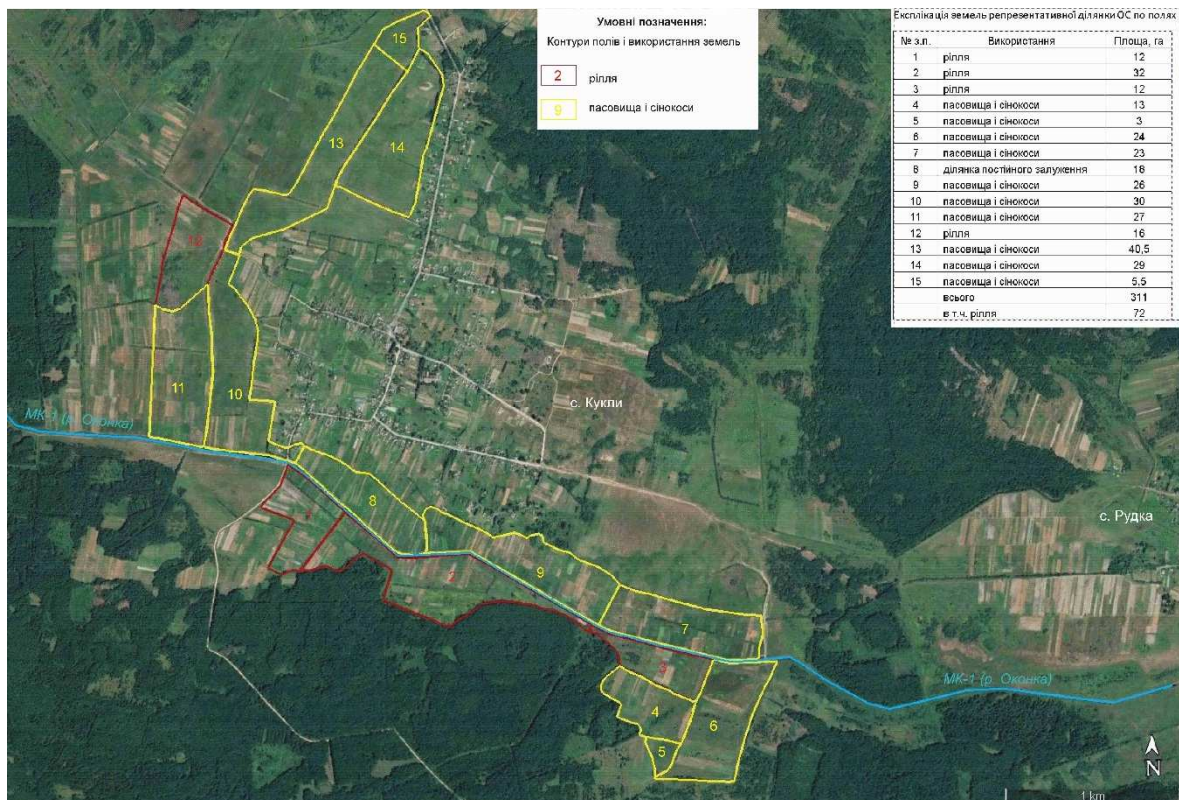 Умовні позначення:
Контури полів і використання земель
2 рілля
9 пасовища і сінокоси
Експлікація земель репрезентативної ділянки ОС по полях
№ з.п. Використання Площа, га
1 рілля 12
2 рілля 32
3 рілля 12
4 пасовища і сінокоси 13
5 пасовища і сінокоси 3
6 пасовища і сінокоси 24
7 пасовища і сінокоси 23
8 ділянка постійного залуження 18
9 пасовища і сінокоси 26
10 пасовища і сінокоси 30
11 пасовища і сінокоси 27
12 рілля 16
13 пасовища і сінокоси 40,5
14 пасовища і сінокоси 29
15 пасовища і сінокоси 5,5
всього 311
в т.ч. рілля 72
15
13
14
12
11
10
МК-1 (р. Оконка)
с. Кукли
с. Рудка
8
1
2
9
7
3
4
6
5
МК-1 (р. Оконка)
N
1 km